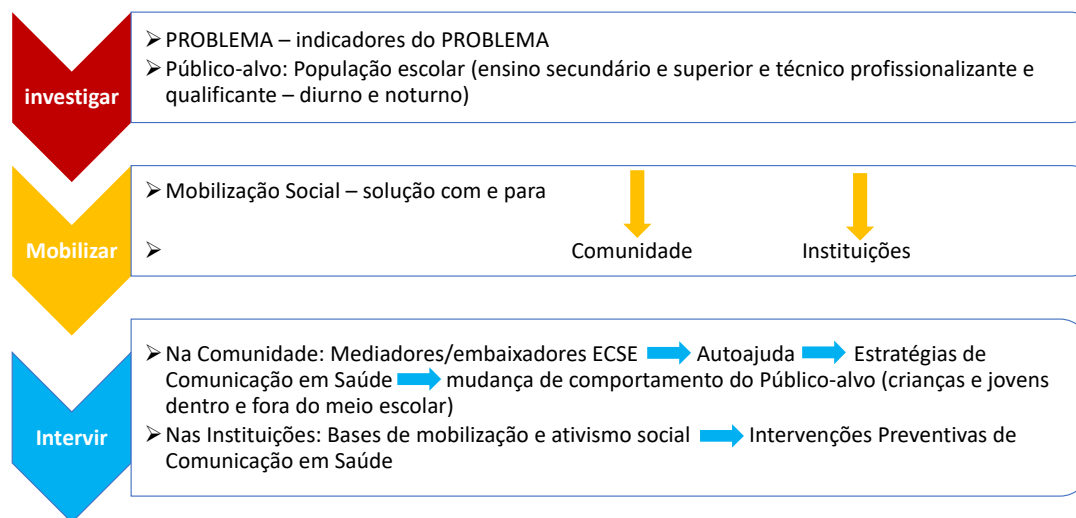 investigar
➢ PROBLEMA – indicadores do PROBLEMA
➢ Público-alvo: População escolar (ensino secundário e superior e técnico profissionalizante e
qualificante – diurno e noturno)
Mobilizar
➢ Mobilização Social – solução com e para
➢ Comunidade Instituições
Intervir
➢ Na Comunidade: Mediadores/embaixadores ECSE Autoajuda Estratégias de
Comunicação em Saúde mudança de comportamento do Público-alvo (crianças e jovens
dentro e fora do meio escolar)
➢ Nas Instituições: Bases de mobilização e ativismo social Intervenções Preventivas de
Comunicação em Saúde